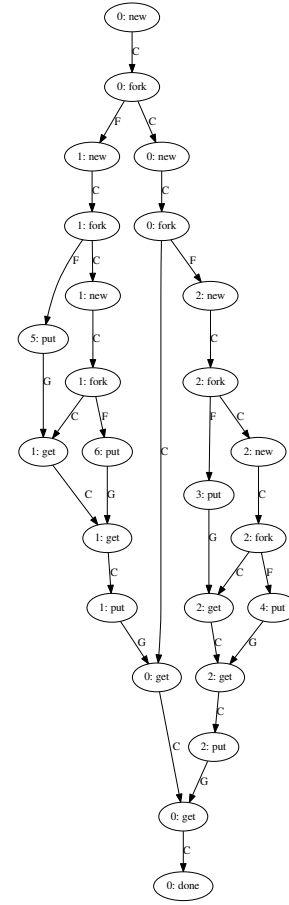 0: new
C
0: fork
F
C
1: new
0: new
C
C
1: fork
0: fork
F
C
F
1: new
2: new
5: put
C
C
G
1: fork
2: fork
C
F
C
F
C
1: get
6: put
2: new
3: put
C
G
G
C
1: get
2: fork
C
C
F
1: put
2: get
4: put
G
C
G
0: get
2: get
C
C
2: put
G
0: get
C
0: done